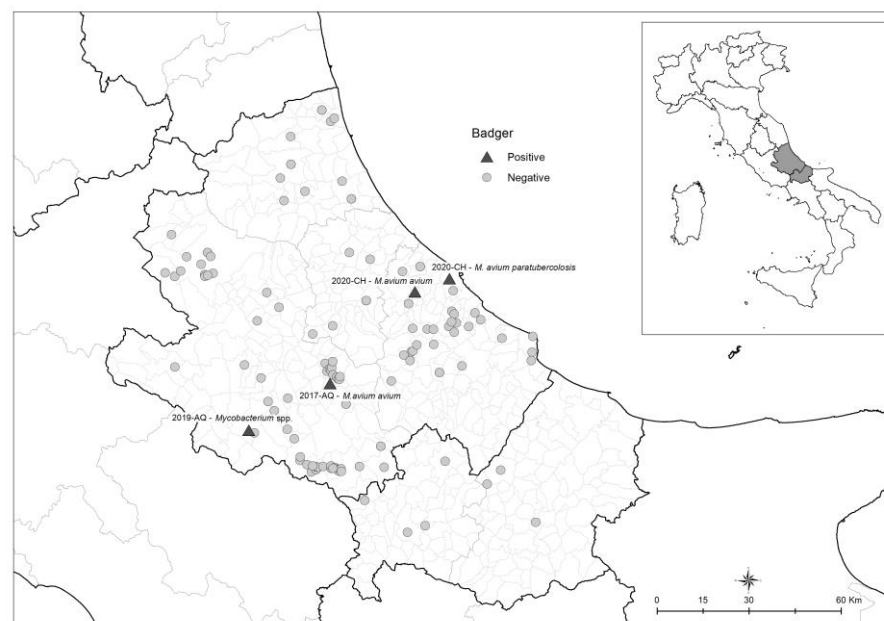 Badger
Positive
Negative
2020-CH - M. avium paratubercolosis
2020-CH - M.avium avium
2017-AQ - M.avium avium
2019-AQ - Mycobacterium spp.
0 15 30 60 Km